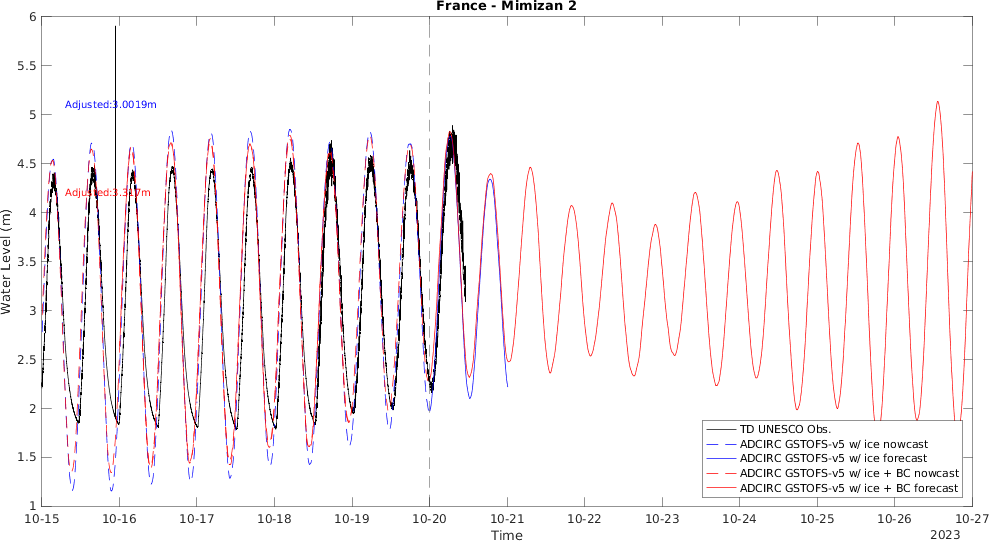 France - Mimizan 2
6
5.5
5
4.5
4
3.5
3
2.5
2
1.5
1
Water Level (m)
Adjusted:3.0019m
Adjusted:3.317m
TD UNESCO Obs.
ADCIRC GSTOFS-v5 w/ ice nowcast
ADCIRC GSTOFS-v5 w/ ice forecast
ADCIRC GSTOFS-v5 w/ ice + BC nowcast
ADCIRC GSTOFS-v5 w/ ice + BC forecast
10-15 10-16 10-17 10-18 10-19 10-20 10-21 10-22 10-23 10-24 10-25 10-26 10-27
Time
2023